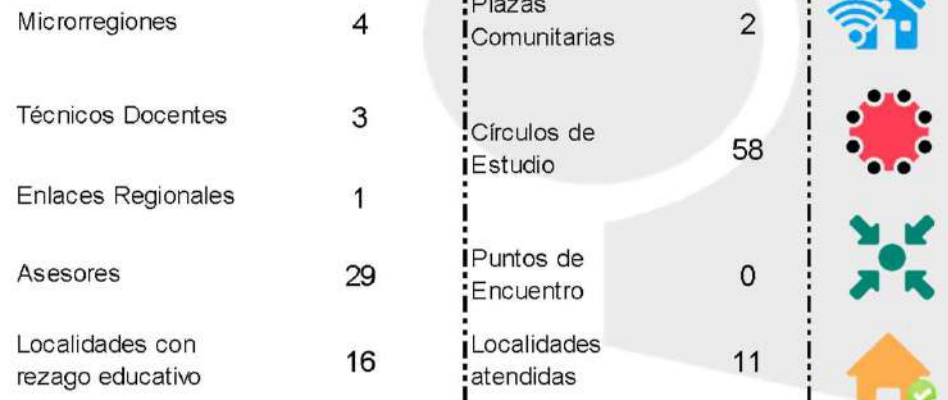 Microrregiones 4
Técnicos Docentes 3
Enlaces Regionales 1
Asesores 29
Localidades con
rezago educativo 16
Plazas
Comunitarias 2
Círculos de
Estudio 58
Puntos de
Encuentro 0
Localidades
atendidas 11